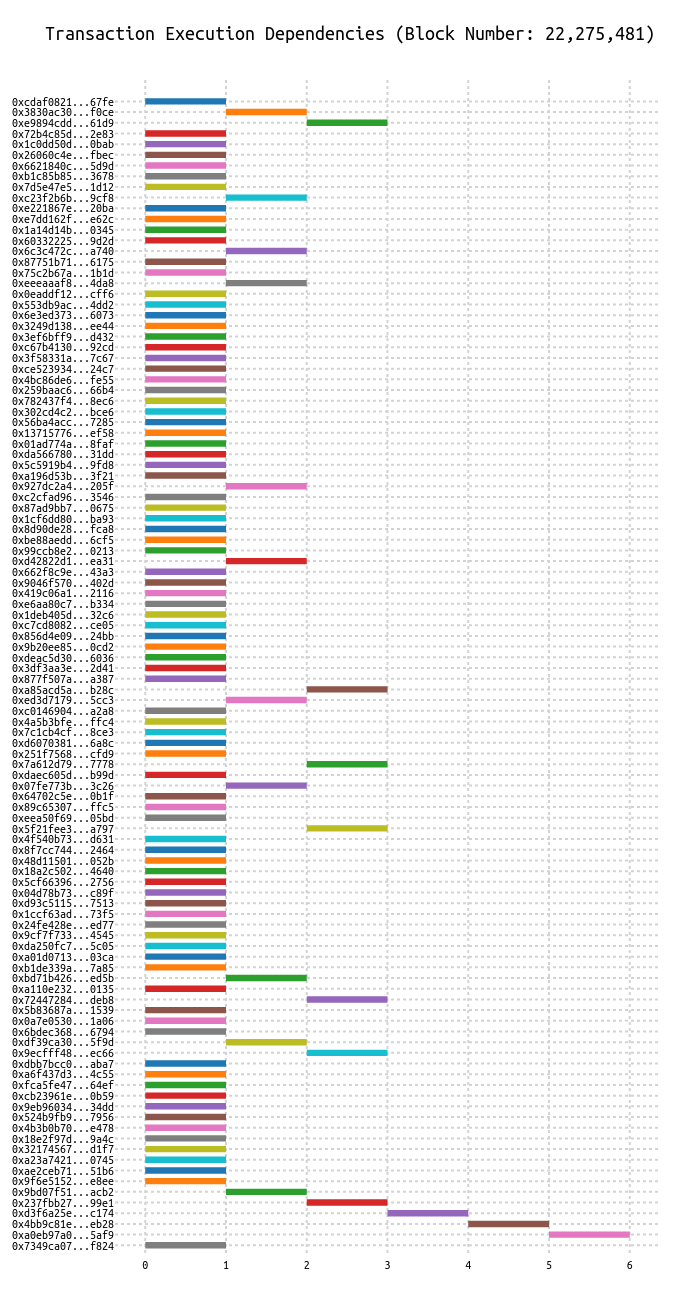 Transaction Execution Dependencies (Block Number: 22,275,481)
0xcdaf0821...67fe
0x3830ac30...f0ce
0xe9894cdd...61d9
0x72b4c85d...2e83
0x1c0dd50d...0bab
0x26060c4e...fbec
0x6621840c...5d9d
0xb1c85b85...3678
0x7d5e47e5...1d12
0xc23f2b6b...9cf8
0xe221867e...20ba
0xe7dd162f...e62c
0x1a14d14b...0345
0x60332225...9d2d
0x6c3c472c...a740
0x87751b71...6175
0x75c2b67a...1b1d
0xeeeaaaf8...4da8
0x0eaddf12...cff6
0x553db9ac...4dd2
0x6e3ed373...6073
0x3249d138...ee44
0x3ef6bff9...d432
0xc67b4130...92cd
0x3f58331a...7c67
0xce523934...24c7
0x4bc86de6...fe55
0x259baac6...66b4
0x782437f4...8ec6
0x302cd4c2...bce6
0x56ba4acc...7285
0x13715776...ef58
0x01ad774a...8faf
0xda566780...31dd
0x5c5919b4...9fd8
0xa196d53b...3f21
0x927dc2a4...205f
0xc2cfad96...3546
0x87ad9bb7...0675
0x1cf6dd80...ba93
0x8d90de28...fca8
0xbe88aedd...6cf5
0x99ccb8e2...0213
0xd42822d1...ea31
0x662f8c9e...43a3
0x9046f570...402d
0x419c06a1...2116
0xe6aa80c7...b334
0x1deb405d...32c6
0xc7cd8082...ce05
0x856d4e09...24bb
0x9b20ee85...0cd2
0xdeac5d30...6036
0x3df3aa3e...2d41
0x877f507a...a387
0xa85acd5a...b28c
0xed3d7179...5cc3
0xc0146904...a2a8
0x4a5b3bfe...ffc4
0x7c1cb4cf...8ce3
0xd6070381...6a8c
0x251f7568...cfd9
0x7a612d79...7778
0xdaec605d...b99d
0x07fe773b...3c26
0x64702c5e...0b1f
0x89c65307...ffc5
0xeea50f69...05bd
0x5f21fee3...a797
0x4f540b73...d631
0x8f7cc744...2464
0x48d11501...052b
0x18a2c502...4640
0x5cf66396...2756
0x04d78b73...c89f
0xd93c5115...7513
0x1ccf63ad...73f5
0x24fe428e...ed77
0x9cf7f733...4545
0xda250fc7...5c05
0xa01d0713...03ca
0xb1de339a...7a85
0xbd71b426...ed5b
0xa110e232...0135
0x72447284...deb8
0x5b83687a...1539
0x0a7e0530...1a06
0x6bdec368...6794
0xdf39ca30...5f9d
0x9ecfff48...ec66
0xdbb7bcc0...aba7
0xa6f437d3...4c55
0xfca5fe47...64ef
0xcb23961e...0b59
0x9eb96034...34dd
0x524b9fb9...7956
0x4b3b0b70...e478
0x18e2f97d...9a4c
0x32174567...d1f7
0xa23a7421...0745
0xae2ceb71...51b6
0x9f6e5152...e8ee
0x9bd07f51...acb2
0x237fbb27...99e1
0xd3f6a25e...c174
0x4bb9c81e...eb28
0xa0eb97a0...5af9
0x7349ca07...f824
0 1 2 3 4 5 6